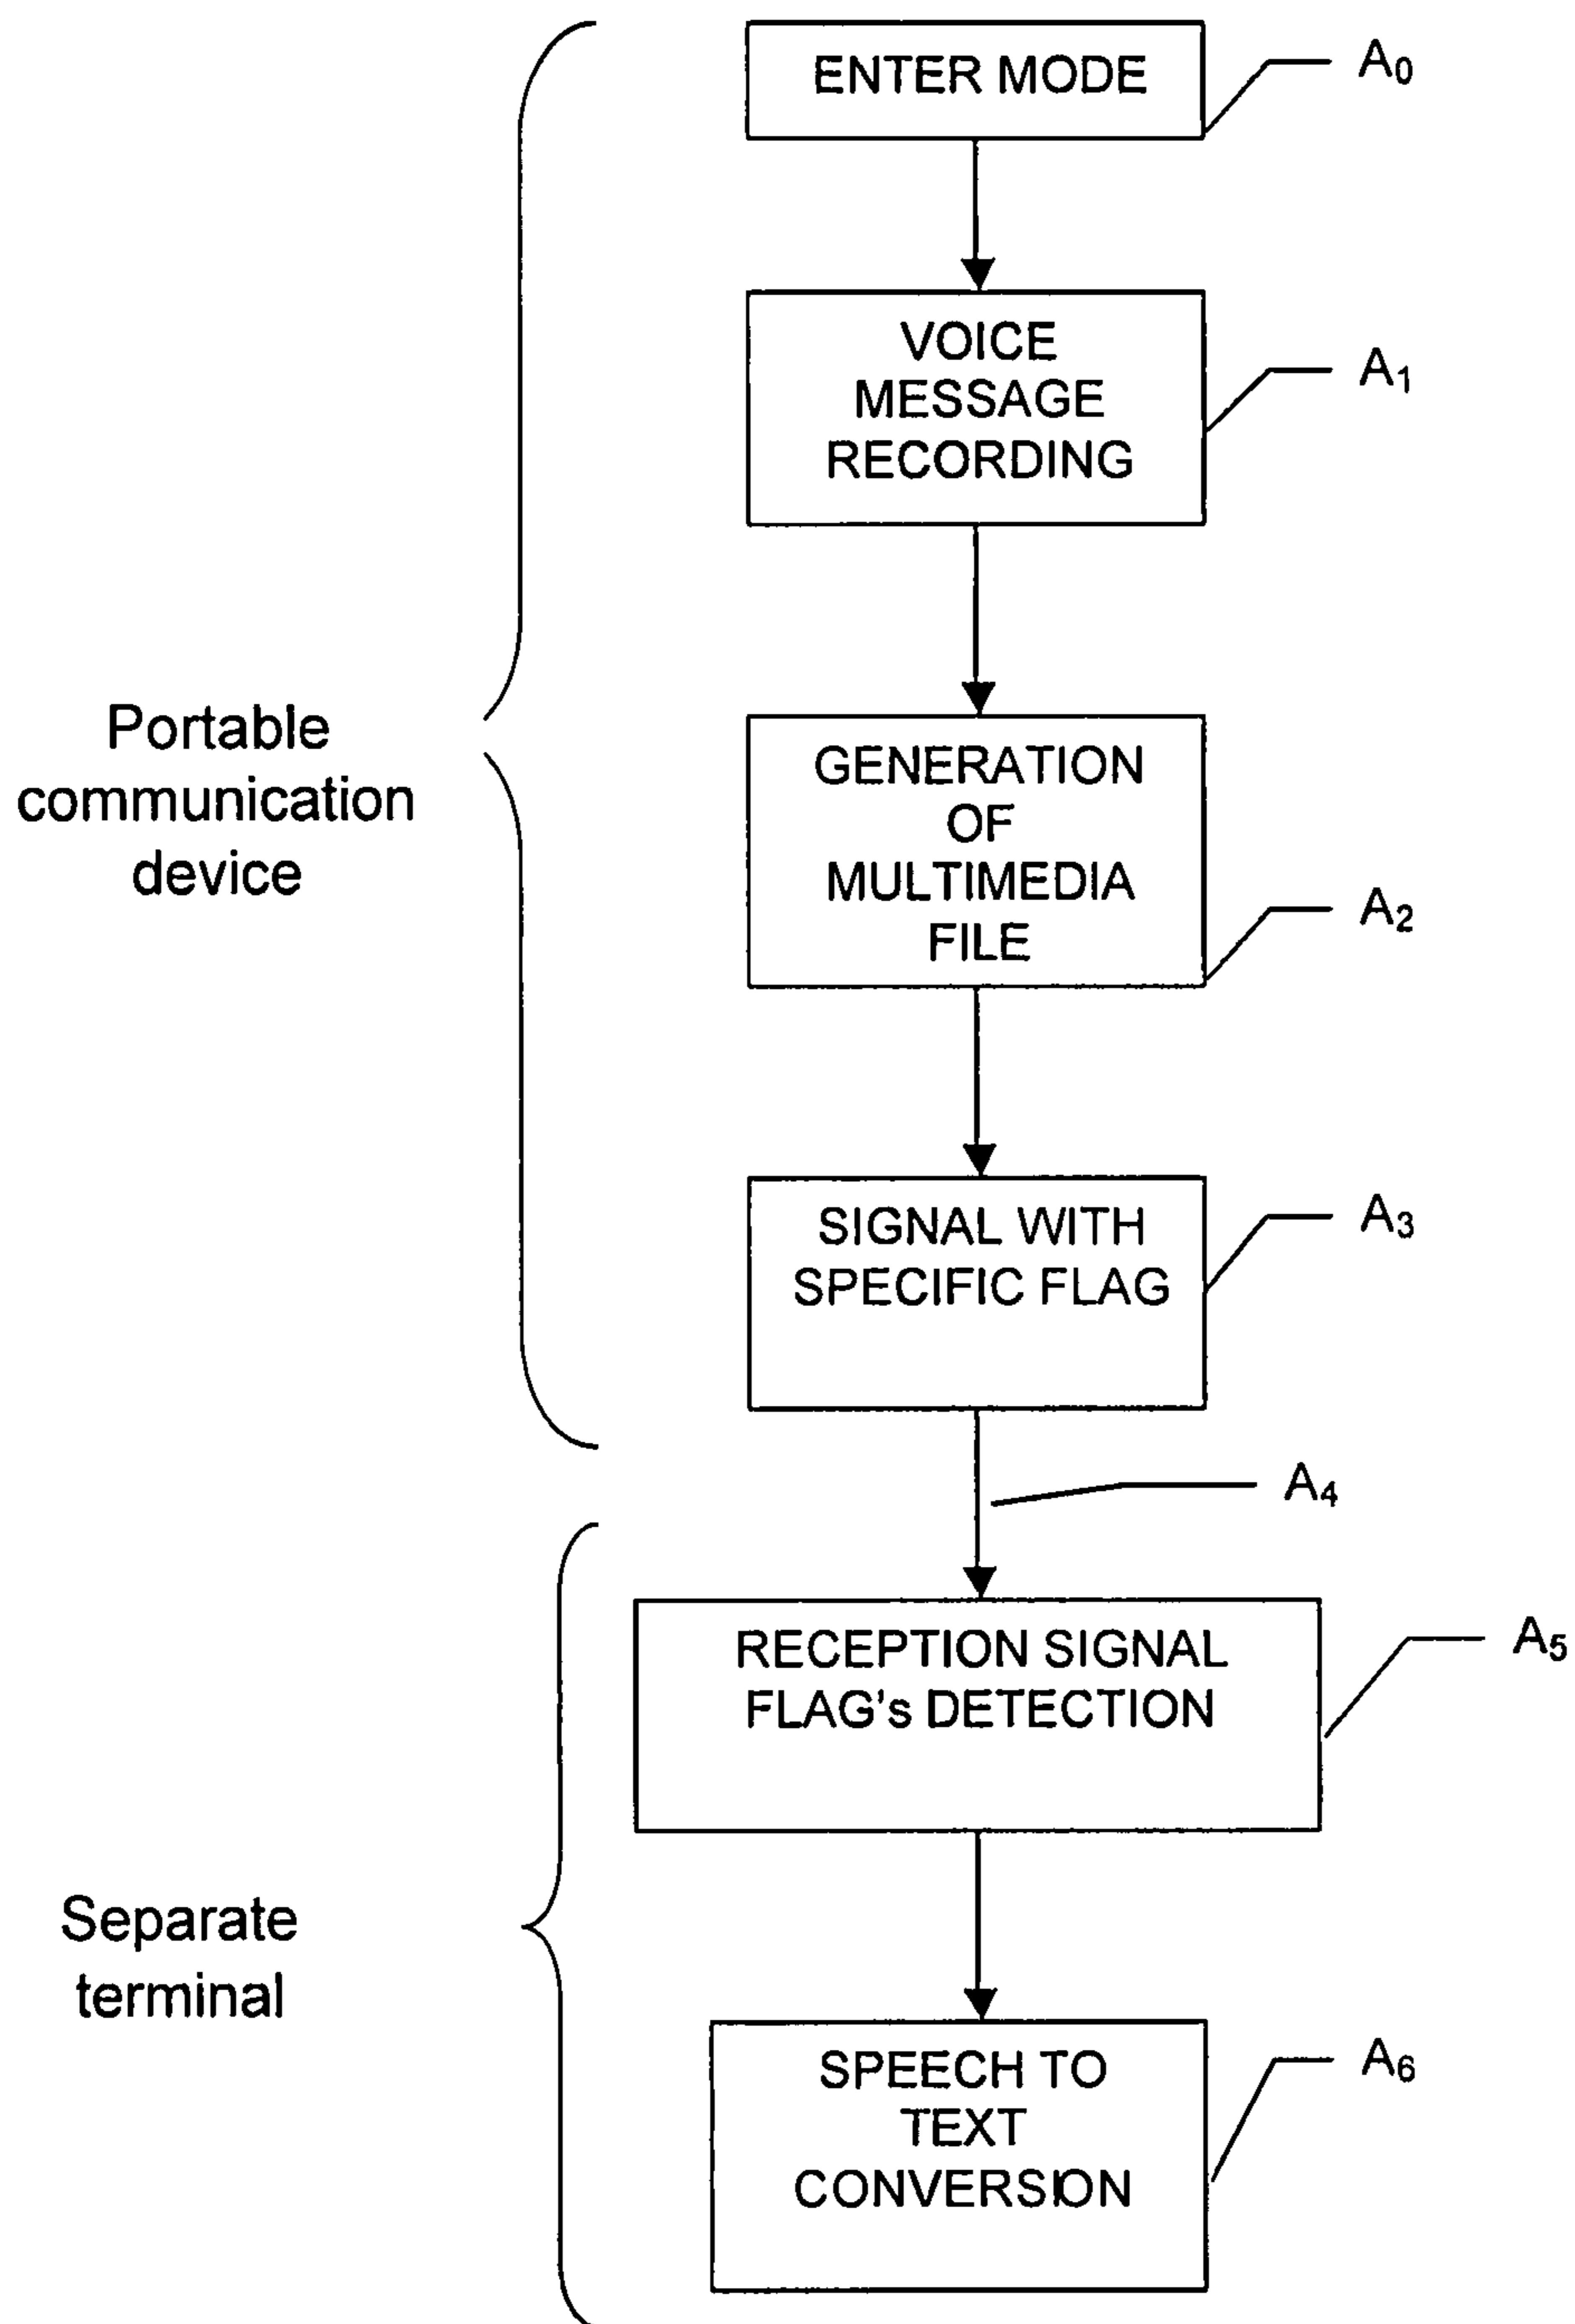 ENTER MODE
A₀
VOICE
MESSAGE
RECORDING
A₁
Portable
communication
device
GENERATION
OF
MULTIMEDIA
FILE
A₂
SIGNAL WITH
SPECIFIC FLAG
A₃
A₄
RECEPTION SIGNAL
FLAG's DETECTION
A₅
Separate
terminal
SPEECH TO
TEXT
CONVERSION
A₆